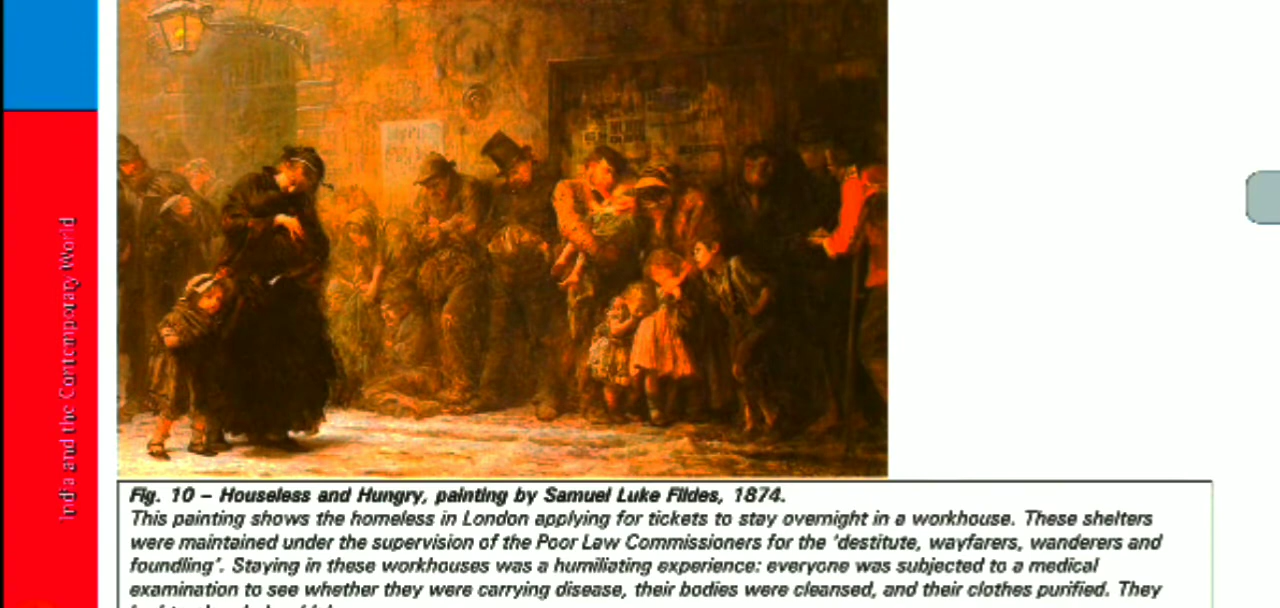 India and the Contemporary World
Fig. 10 – Houseless and Hungry, painting by Samuel Luke Fildes, 1874.
This painting shows the homeless in London applying for tickets to stay overnight in a workhouse. These shelters
were maintained under the supervision of the Poor Law Commissioners for the 'destitute, wayfarers, wanderers and
foundling'. Staying in these workhouses was a humiliating experience: everyone was subjected to a medical
examination to see whether they were carrying disease, their bodies were cleansed, and their clothes purified. They